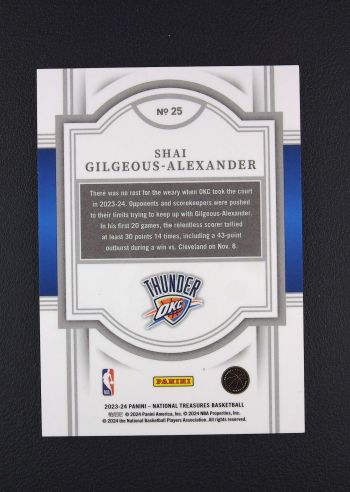 Nº 25
SHAI
GILGEOUS-ALEXANDER
There was no rest for the weary when OKC took the court
in 2023-24. Opponents and scorekeepers were pushed
to their limits trying to keep up with Gilgeous-Alexander.
In his first 20 games, the relentless scorer tallied
at least 30 points 14 times, including a 43-point
outburst during a win vs. Cleveland on Nov. 8.
THUNDER
OKC
NBA
PANINI
2023-24 PANINI – NATIONAL TREASURES BASKETBALL
© 2024 Panini America, Inc. © 2024 NBA Properties, Inc.
© 2024 the National Basketball Players Association. All rights reserved.